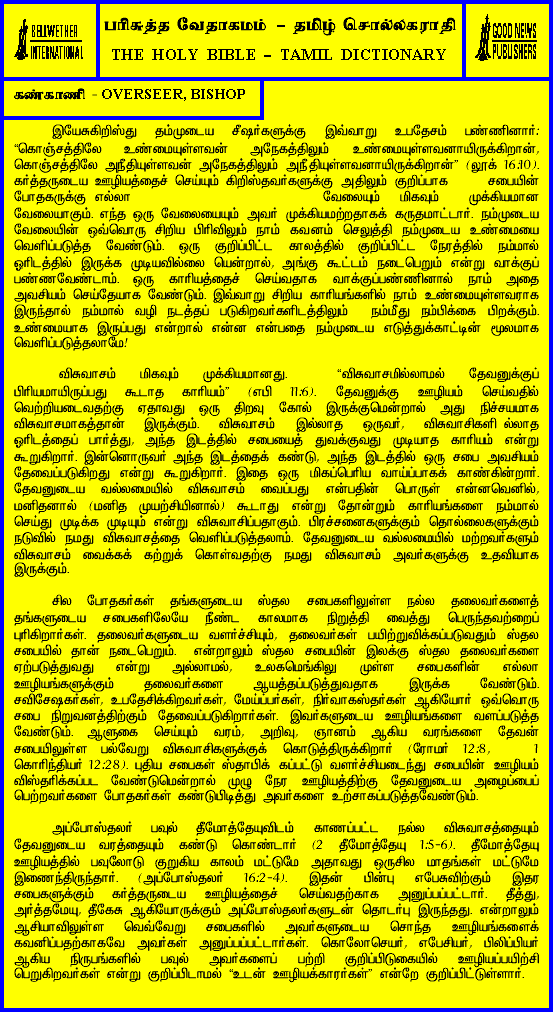 BELLWETHER
INTERNATIONAL
பரிசுத்த வேதாகமம் – தமிழ் சொல்லகராதி
THE HOLY BIBLE – TAMIL DICTIONARY
GOOD NEWS
PUBLISHERS
கண்காணி - OVERSEER, BISHOP
இயேசுகிறிஸ்து தம்முடைய சீஷர்களுக்கு இவ்வாறு உபதேசம் பண்ணினார்:
“கொஞ்சத்திலே உண்மையுள்ளவன் அநேகத்திலும் உண்மையுள்ளவனாயிருக்கிறான்,
கொஞ்சத்திலே அநீதியுள்ளவன் அநேகத்திலும் அநீதியுள்ளவனாயிருக்கிறான்” (லூக் 16:10).
கர்த்தருடைய ஊழியத்தைச் செய்யும் கிறிஸ்தவர்களுக்கு அதிலும் குறிப்பாக சபையின்
போதகருக்கு எல்லா வேலையும் மிகவும் முக்கியமான
வேலையாகும். எந்த ஒரு வேலையையும் அவர் முக்கியமற்றதாகக் கருதமாட்டார். நம்முடைய
வேலையின் ஒவ்வொரு சிறிய பிரிவிலும் நாம் கவனம் செலுத்தி நம்முடைய உண்மையை
வெளிப்படுத்த வேண்டும். ஒரு குறிப்பிட்ட காலத்தில் குறிப்பிட்ட நேரத்தில் நம்மால்
ஓரிடத்தில் இருக்க முடியவில்லை யென்றால், அங்கு கூட்டம் நடைபெறும் என்று வாக்குப்
பண்ணவேண்டாம். ஒரு காரியத்தைச் செய்வதாக வாக்குப்பண்ணினால் நாம் அதை
அவசியம் செய்தேயாக வேண்டும். இவ்வாறு சிறிய காரியங்களில் நாம் உண்மையுள்ளவராக
இருந்தால் நம்மால் வழி நடத்தப் படுகிறவர்களிடத்திலும் நம்மீது நம்பிக்கை பிறக்கும்.
உண்மையாக இருப்பது என்றால் என்ன என்பதை நம்முடைய எடுத்துக்காட்டின் மூலமாக
வெளிப்படுத்தலாமே!
விசுவாசம் மிகவும் முக்கியமானது. “விசுவாசமில்லாமல் தேவனுக்குப்
பிரியமாயிருப்பது கூடாத காரியம்” (எபி 11:6). தேவனுக்கு ஊழியம் செய்வதில்
வெற்றியடைவதற்கு ஏதாவது ஒரு திறவு கோல் இருக்குமென்றால் அது நிச்சயமாக
விசுவாசமாகத்தான் இருக்கும். விசுவாசம் இல்லாத ஒருவர், விசுவாசிகளி ல்லாத
ஓரிடத்தைப் பார்த்து, அந்த இடத்தில் சபையைத் துவக்குவது முடியாத காரியம் என்று
கூறுகிறார். இன்னொருவர் அந்த இடத்தைக் கண்டு, அந்த இடத்தில் ஒரு சபை அவசியம்
தேவைப்படுகிறது என்று கூறுகிறார். இதை ஒரு மிகப்பெரிய வாய்ப்பாகக் காண்கின்றார்.
தேவனுடைய வல்லமையில் விசுவாசம் வைப்பது என்பதின் பொருள் என்னவெனில்,
மனிதனால் (மனித முயற்சியினால்) கூடாது என்று தோன்றும் காரியங்களை நம்மால்
செய்து முடிக்க முடியும் என்று விசுவாசிப்பதாகும். பிரச்சனைகளுக்கும் தொல்லைகளுக்கும்
நடுவில் நமது விசுவாசத்தை வெளிப்படுத்தலாம். தேவனுடைய வல்லமையில் மற்றவர்களும்
விசுவாசம் வைக்கக் கற்றுக் கொள்வதற்கு நமது விசுவாசம் அவர்களுக்கு உதவியாக
இருக்கும்.
சில போதகர்கள் தங்களுடைய ஸ்தல சபைகளிலுள்ள நல்ல தலைவர்களைத்
தங்களுடைய சபைகளிலேயே நீண்ட காலமாக நிறுத்தி வைத்து பெருந்தவற்றைப்
புரிகிறார்கள். தலைவர்களுடைய வளர்ச்சியும், தலைவர்கள் பயிற்றுவிக்கப்படுவதும் ஸ்தல
சபையில் தான் நடைபெறும். என்றாலும் ஸ்தல சபையின் இலக்கு ஸ்தல தலைவர்களை
ஏற்படுத்துவது என்று அல்லாமல், உலகமெங்கிலு முள்ள சபைகளின் எல்லா
ஊழியங்களுக்கும் தலைவர்களை ஆயத்தப்படுத்துவதாக இருக்க வேண்டும்.
சுவிசேஷகர்கள், உபதேசிக்கிறவர்கள், மேய்ப்பர்கள், நிர்வாகஸ்தர்கள் ஆகியோர் ஒவ்வொரு
சபை நிறுவனத்திற்கும் தேவைப்படுகிறார்கள். இவர்களுடைய ஊழியங்களை வளப்படுத்த
வேண்டும். ஆளுகை செய்யும் வரம், அறிவு, ஞானம் ஆகிய வரங்களை தேவன்
சபையிலுள்ள பல்வேறு விசுவாசிகளுக்குக் கொடுத்திருக்கிறார் (ரோமர் 12:8, 1
கொரிந்தியர் 12:28). புதிய சபைகள் ஸ்தாபிக் கப்பட்டு வளர்ச்சியடைந்து சபையின் ஊழியம்
விஸ்தரிக்கப்பட வேண்டுமென்றால் முழு நேர ஊழியத்திற்கு தேவனுடைய அழைப்பைப்
பெற்றவர்களை போதகர்கள் கண்டுபிடித்து அவர்களை உற்சாகப்படுத்தவேண்டும்.
அப்போஸ்தலர் பவுல் தீமோத்தேயுவிடம் காணப்பட்ட நல்ல விசுவாசத்தையும்
தேவனுடைய வரத்தையும் கண்டு கொண்டார் (2 தீமோத்தேயு 1:5-6). தீமோத்தேயு
ஊழியத்தில் பவுலோடு குறுகிய காலம் மட்டுமே அதாவது ஒருசில மாதங்கள் மட்டுமே
இணைந்திருந்தார். (அப்போஸ்தலர் 16:2-4). இதன் பின்பு எபேசுவிற்கும் இதர
சபைகளுக்கும் கர்த்தருடைய ஊழியத்தைச் செய்வதற்காக அனுப்பப்பட்டார். தீத்து,
அர்த்தமேயு, தீகேசு ஆகியோருக்கும் அப்போஸ்தலர்களுடன் தொடர்பு இருந்தது. என்றாலும்
ஆசியாவிலுள்ள வெவ்வேறு சபைகளில் அவர்களுடைய சொந்த ஊழியங்களைக்
கவனிப்பதற்காகவே அவர்கள் அனுப்பப்பட்டார்கள். கொலோசெயர், எபேசியர், பிலிப்பியர்
ஆகிய நிருபங்களில் பவுல் அவர்களைப் பற்றி குறிப்பிடுகையில் ஊழியப்பயிற்சி
பெறுகிறவர்கள் என்று குறிப்பிடாமல் “உடன் ஊழியக்காரர்கள்” என்றே குறிப்பிட்டுள்ளார்.